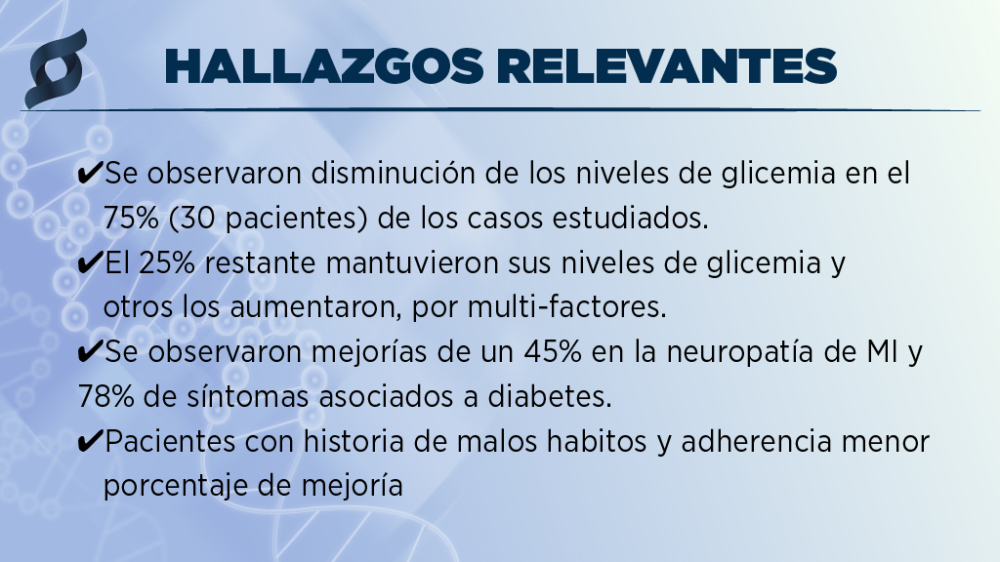 HALLAZGOS RELEVANTES
✔Se observaron disminución de los niveles de glicemia en el
75% (30 pacientes) de los casos estudiados.
✔El 25% restante mantuvieron sus niveles de glicemia y
otros los aumentaron, por multi-factores.
✔Se observaron mejorías de un 45% en la neuropatía de MI y
78% de síntomas asociados a diabetes.
✔Pacientes con historia de malos habitos y adherencia menor
porcentaje de mejoría